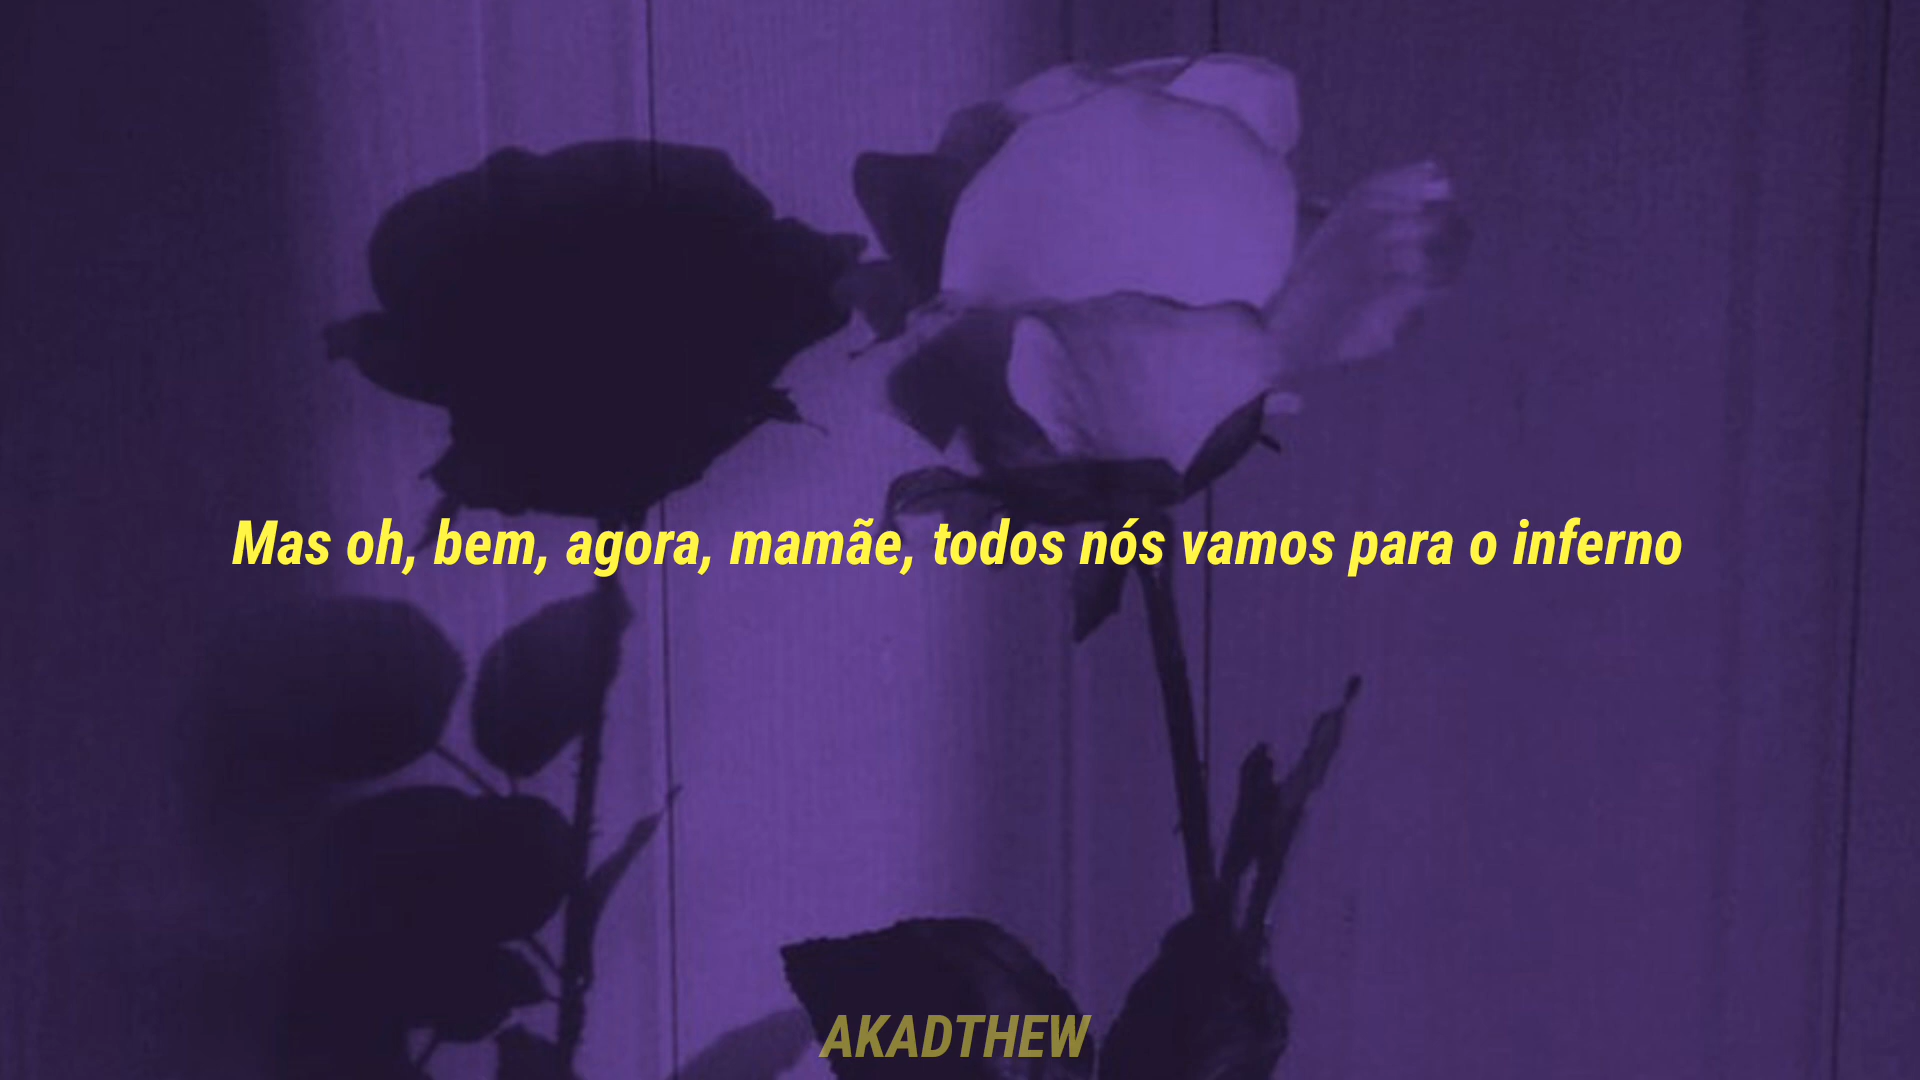 Mas oh, bem, agora, mamãe, todos nós vamos para o inferno
AKADTHEW